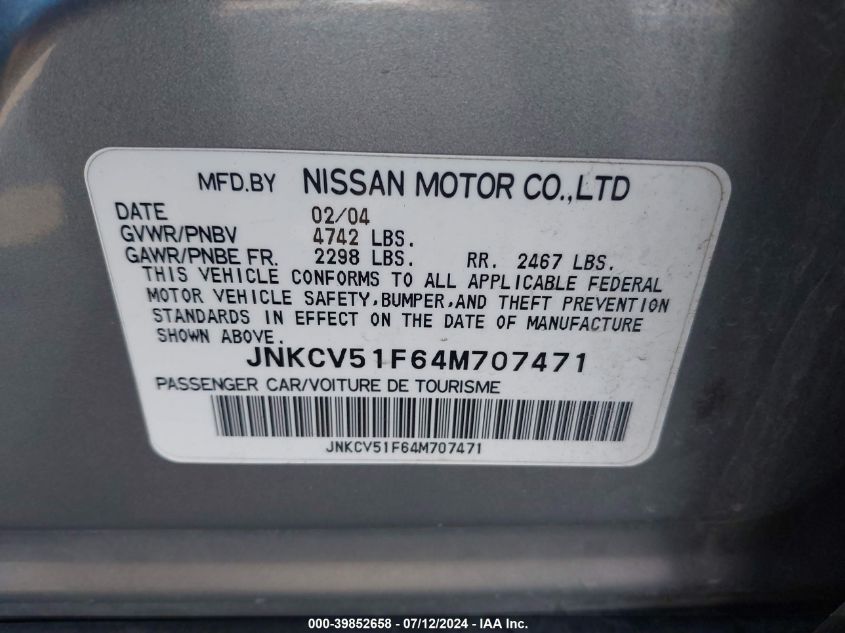 MFD.BY NISSAN MOTOR CO.,LTD
DATE 02/04
GVWR/PNBV 4742 LBS.
GAWR/PNBE FR. 2298 LBS. RR. 2467 LBS.
THIS VEHICLE CONFORMS TO ALL APPLICABLE FEDERAL
MOTOR VEHICLE SAFETY,BUMPER,AND THEFT PREVENTION
STANDARDS IN EFFECT ON THE DATE OF MANUFACTURE
SHOWN ABOVE.
JNKCV51F64M707471
PASSENGER CAR/VOITURE DE TOURISME
JNKCV51F64M707471
000-39852658 - 07/12/2024 - IAA Inc.